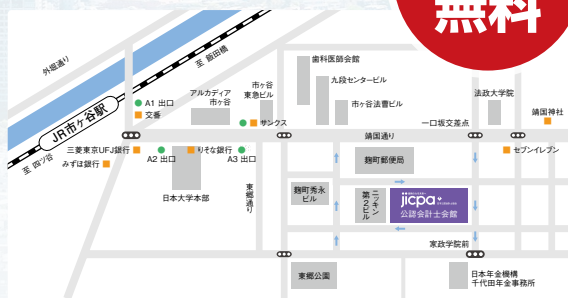 無料
外堀通り
至 飯田橋
JR市ケ谷駅
至 四ツ谷
A1 出口
交番
アルカディア
市ヶ谷
市ヶ谷
東急ビル
サンクス
歯科医師会館
九段センタービル
市ヶ谷法曹ビル
法政大学院
靖国神社
一口坂交差点
靖国通り
セブンイレブン
三菱東京UFJ銀行
みずほ銀行
A2 出口
りそな銀行
A3 出口
日本大学本部
東郷通り
麹町郵便局
麹町秀永
ビル
ニッキン
第2ビル
jicpa
公認会計士会館
家政学院前
東郷公園
日本年金機構
千代田年金事務所